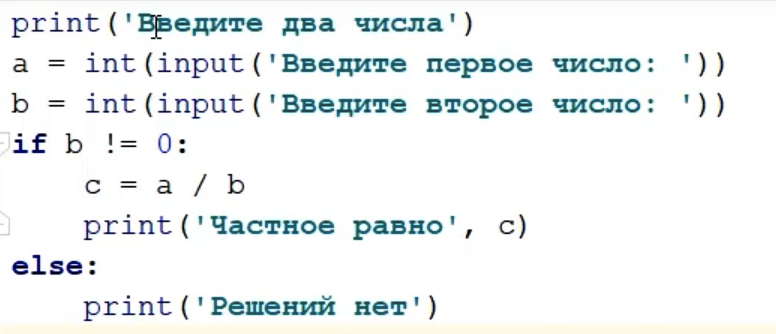 print('Введите два числа')
a = int(input('Введите первое число: '))
b = int(input('Введите второе число: '))
if b != 0:
    c = a / b
    print('Частное равно', c)
else:
    print('Решений нет')